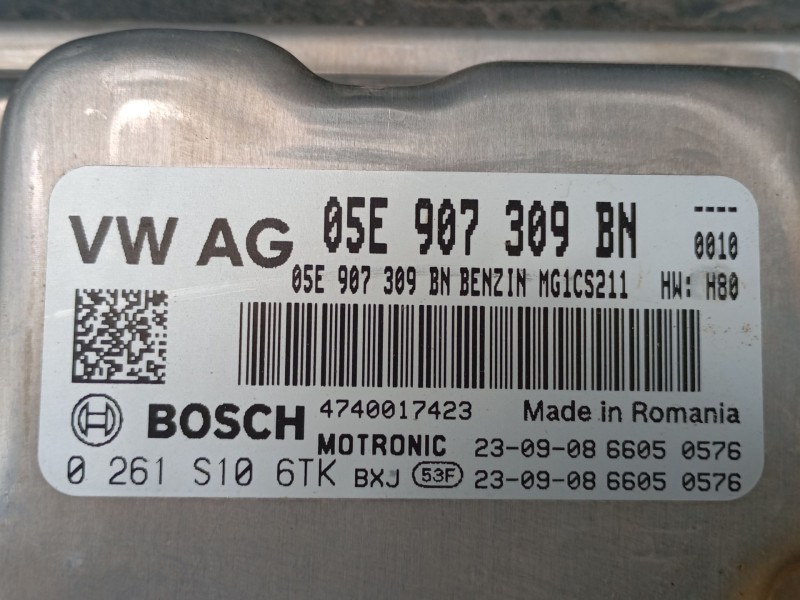 VW AG 05E 907 309 BN ----
0010
05E 907 309 BN BENZIN MG1CS211 HW: H80
BOSCH 4740017423 Made in Romania
MOTRONIC 23-09-08 6605 0576
0 261 S10 6TK BXJ 53F 23-09-08 6605 0576